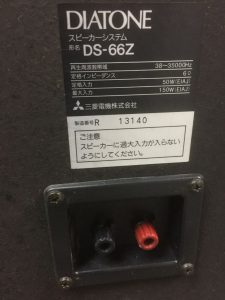 DIATONE
スピーカーシステム
形名 DS-66Z
再生周波数帯域 38~35000Hz
定格インピーダンス 6Ω
定格入力 50W(EIAJ)
最大入力 150W(EIAJ)
三菱電機株式会社
製造番号R 13140
ご注意
スピーカーに過大入力が入らない
ようにしてください。